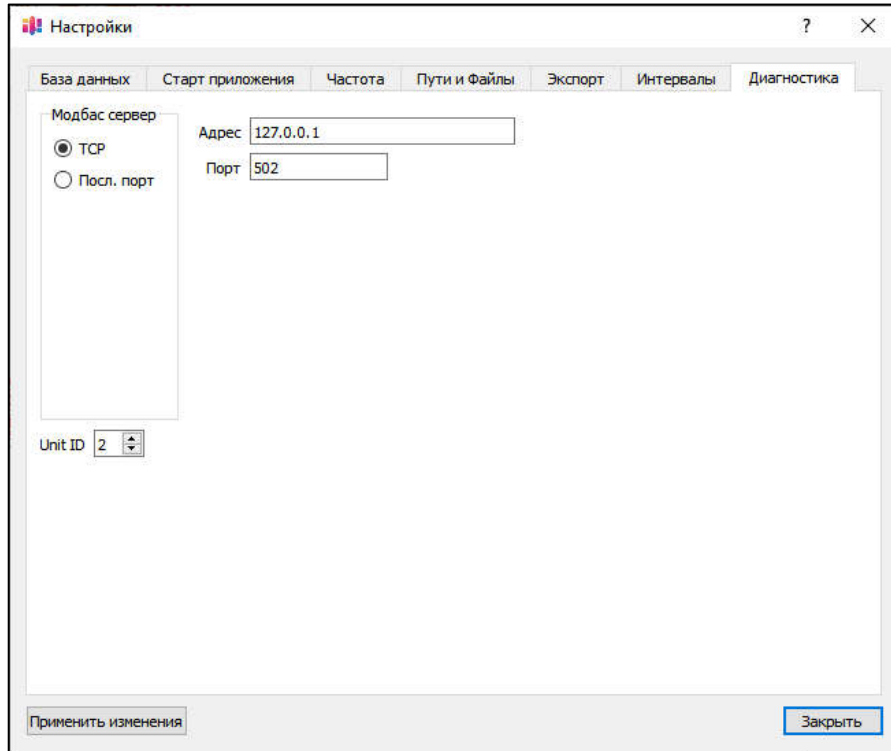 Настройки
?
База данных
Старт приложения
Частота
Пути и Файлы
Экспорт
Интервалы
Диагностика
Модбас сервер
TCP
Посл. порт
Адрес 127.0.0.1
Порт 502
Unit ID 2
Применить изменения
Закрыть